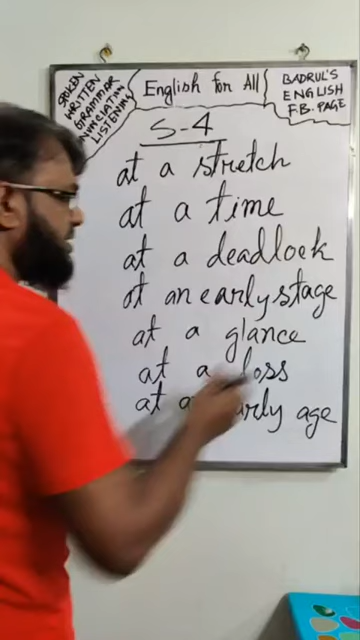 SPOKEN
WRITTEN
GRAMMAR
NUNCIATION
LISTENING
English for All
BADRUL'S
ENGLISH
F.B. PAGE
S-4
at a stretch
at a time
at a deadlock
at an early stage
at a glance
at a loss
at age